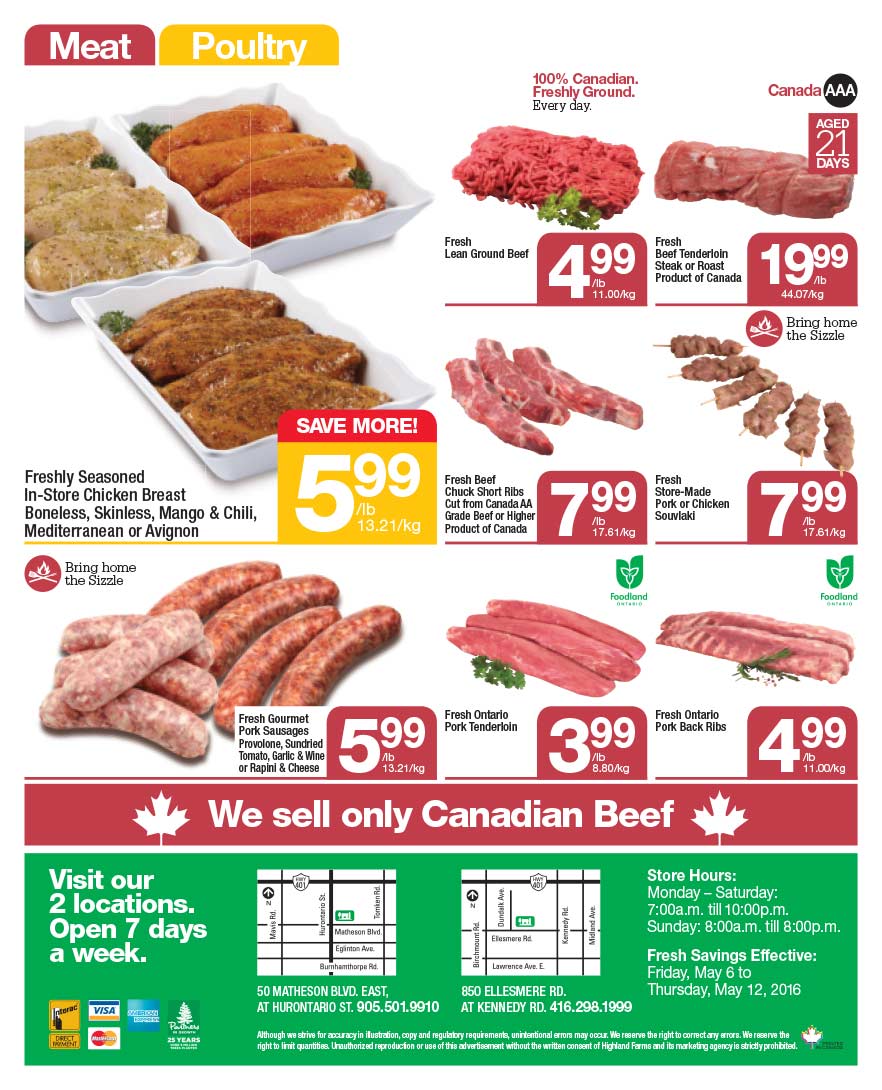 Meat
Poultry
100% Canadian.
Freshly Ground.
Every day.
Canada AAA
AGED
21
DAYS
Fresh
Lean Ground Beef
4.99
/lb
11.00/kg
Fresh
Beef Tenderloin
Steak or Roast
Product of Canada
19.99
/lb
44.07/kg
SAVE MORE!
Freshly Seasoned
In-Store Chicken Breast
Boneless, Skinless, Mango & Chili,
Mediterranean or Avignon
5.99
/lb
13.21/kg
Fresh Beef
Chuck Short Ribs
Cut from Canada AA
Grade Beef or Higher
Product of Canada
7.99
/lb
17.61/kg
Bring home
the Sizzle
Fresh
Store-Made
Pork or Chicken
Souvlaki
7.99
/lb
17.61/kg
Bring home
the Sizzle
Fresh Gourmet
Pork Sausages
Provolone, Sundried
Tomato, Garlic & Wine
or Rapini & Cheese
5.99
/lb
13.21/kg
Foodland
ONTARIO
Fresh Ontario
Pork Tenderloin
3.99
/lb
8.80/kg
Foodland
ONTARIO
Fresh Ontario
Pork Back Ribs
4.99
/lb
11.00/kg
We sell only Canadian Beef
Visit our
2 locations.
Open 7 days
a week.
Interac
DIRECT
PAYMENT
VISA
MasterCard
AMERICAN
EXPRESS
Partners
IN GROWTH
25 YEARS
HWY
401
N
Mavis Rd.
Hurontario St.
Tomken Rd.
Matheson Blvd.
Eglinton Ave.
Burnhamthorpe Rd.
50 MATHESON BLVD. EAST,
AT HURONTARIO ST. 905.501.9910
HWY
401
N
Birchmount Rd.
Dundalk Ave.
Kennedy Rd.
Midland Ave.
Ellesmere Rd.
Lawrence Ave. E.
850 ELLESMERE RD.
AT KENNEDY RD. 416.298.1999
Store Hours:
Monday – Saturday:
7:00a.m. till 10:00p.m.
Sunday: 8:00a.m. till 8:00p.m.
Fresh Savings Effective:
Friday, May 6 to
Thursday, May 12, 2016
Although we strive for accuracy in illustration, copy and regulatory requirements, unintentional errors may occur. We reserve the right to correct any errors. We reserve the
right to limit quantities. Unauthorized reproduction or use of this advertisement without the written consent of Highland Farms and its marketing agency is strictly prohibited.